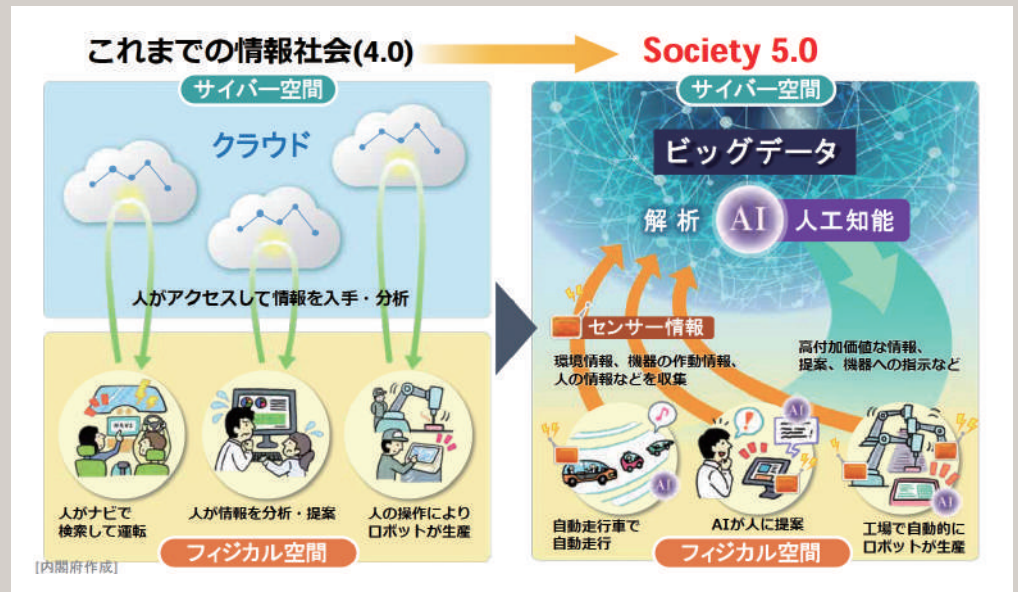 これまでの情報社会(4.0)
Society 5.0
サイバー空間
クラウド
人がアクセスして情報を入手・分析
人がナビで
検索して運転
人が情報を分析・提案
人の操作により
ロボットが生産
フィジカル空間
サイバー空間
ビッグデータ
解析
AI
人工知能
センサー情報
環境情報、機器の作動情報、
人の情報などを収集
高付加価値な情報、
提案、機器への指示など
AI
AI
AI
自動走行車で
自動走行
AIが人に提案
工場で自動的に
ロボットが生産
フィジカル空間
[内閣府作成]